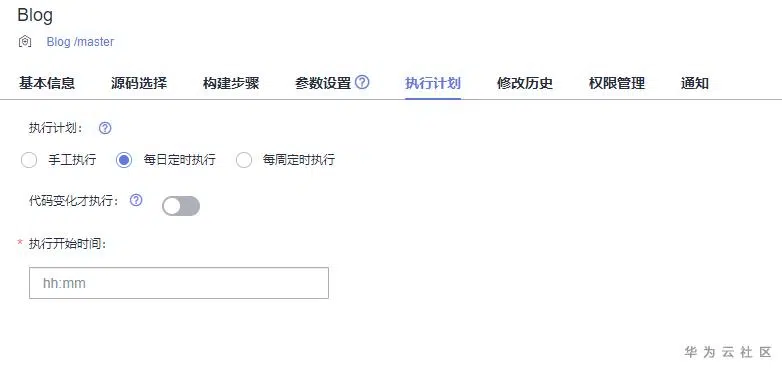 Blog
Blog /master
基本信息 源码选择 构建步骤 参数设置 ? 执行计划 修改历史 权限管理 通知
执行计划: ?
手工执行 每日定时执行 每周定时执行
代码变化才执行: ?
* 执行开始时间:
hh:mm
华为云社区